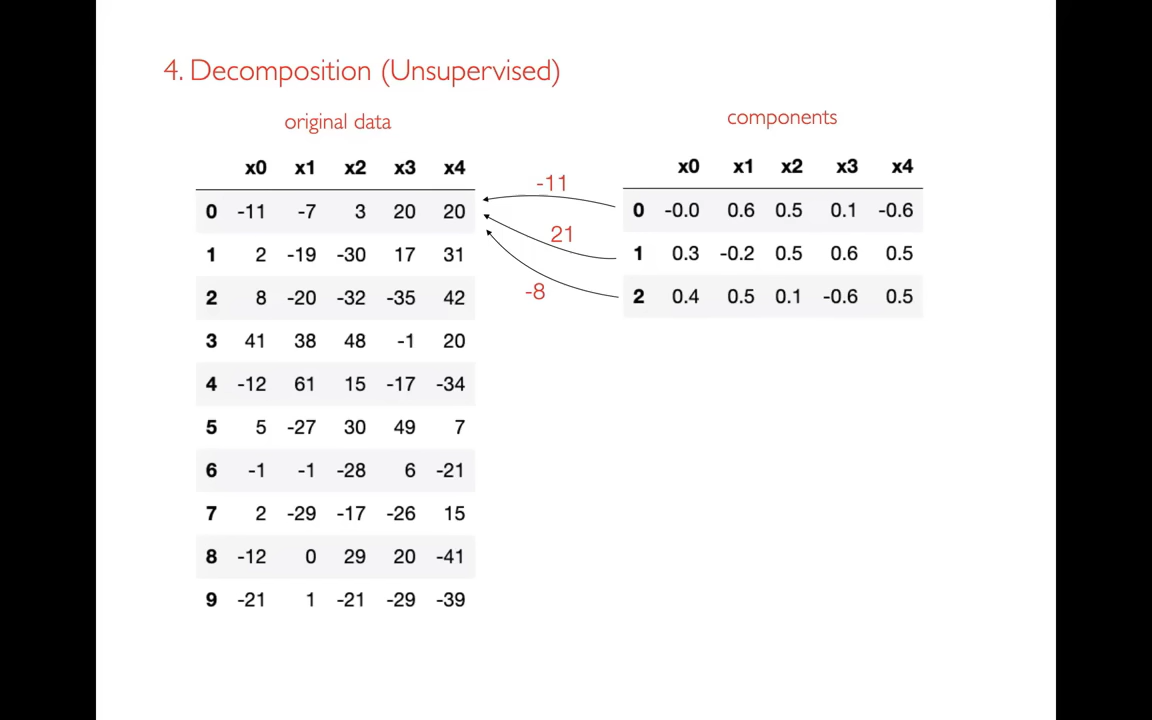 4. Decomposition (Unsupervised)
original data
x0 x1 x2 x3 x4
0 -11 -7 3 20 20
1 2 -19 -30 17 31
2 8 -20 -32 -35 42
3 41 38 48 -1 20
4 -12 61 15 -17 -34
5 5 -27 30 49 7
6 -1 -1 -28 6 -21
7 2 -29 -17 -26 15
8 -12 0 29 20 -41
9 -21 1 -21 -29 -39
-11
21
-8
components
x0 x1 x2 x3 x4
0 -0.0 0.6 0.5 0.1 -0.6
1 0.3 -0.2 0.5 0.6 0.5
2 0.4 0.5 0.1 -0.6 0.5